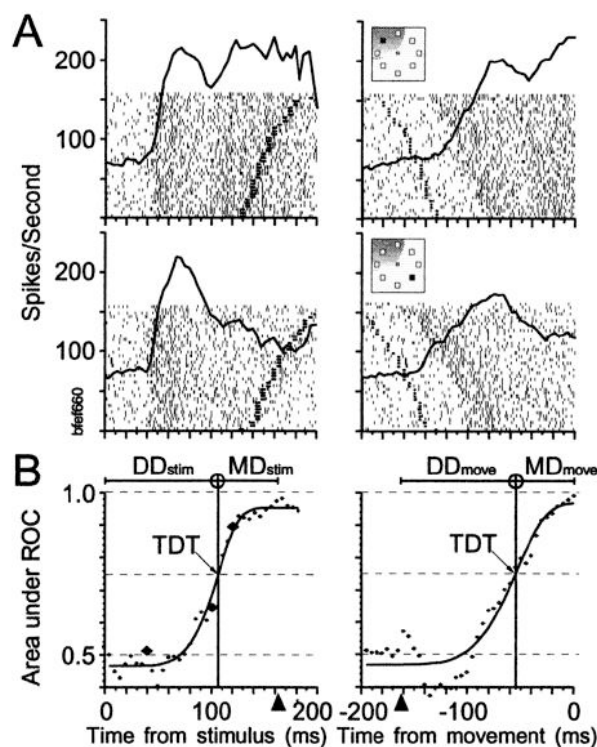 A
200
100
Spikes/Second
200
100
bfef660
B
DDstim MDstim
DDmove MDmove
1.0
0.5
Area under ROC
TDT
TDT
0 100 200
-200 -100 0
Time from stimulus (ms)
Time from movement (ms)